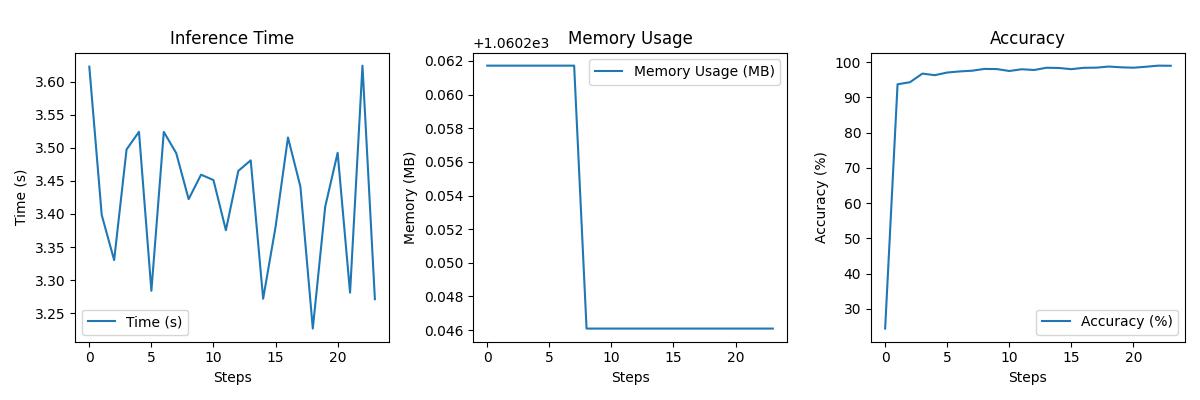 Inference Time
3.60
3.55
3.50
3.45
3.40
3.35
3.30
3.25
Time (s)
Time (s)
0 5 10 15 20
Steps
+1.0602e3
Memory Usage
0.062
0.060
0.058
0.056
0.054
0.052
0.050
0.048
0.046
Memory (MB)
Memory Usage (MB)
0 5 10 15 20
Steps
Accuracy
100
90
80
70
60
50
40
30
Accuracy (%)
Accuracy (%)
0 5 10 15 20
Steps